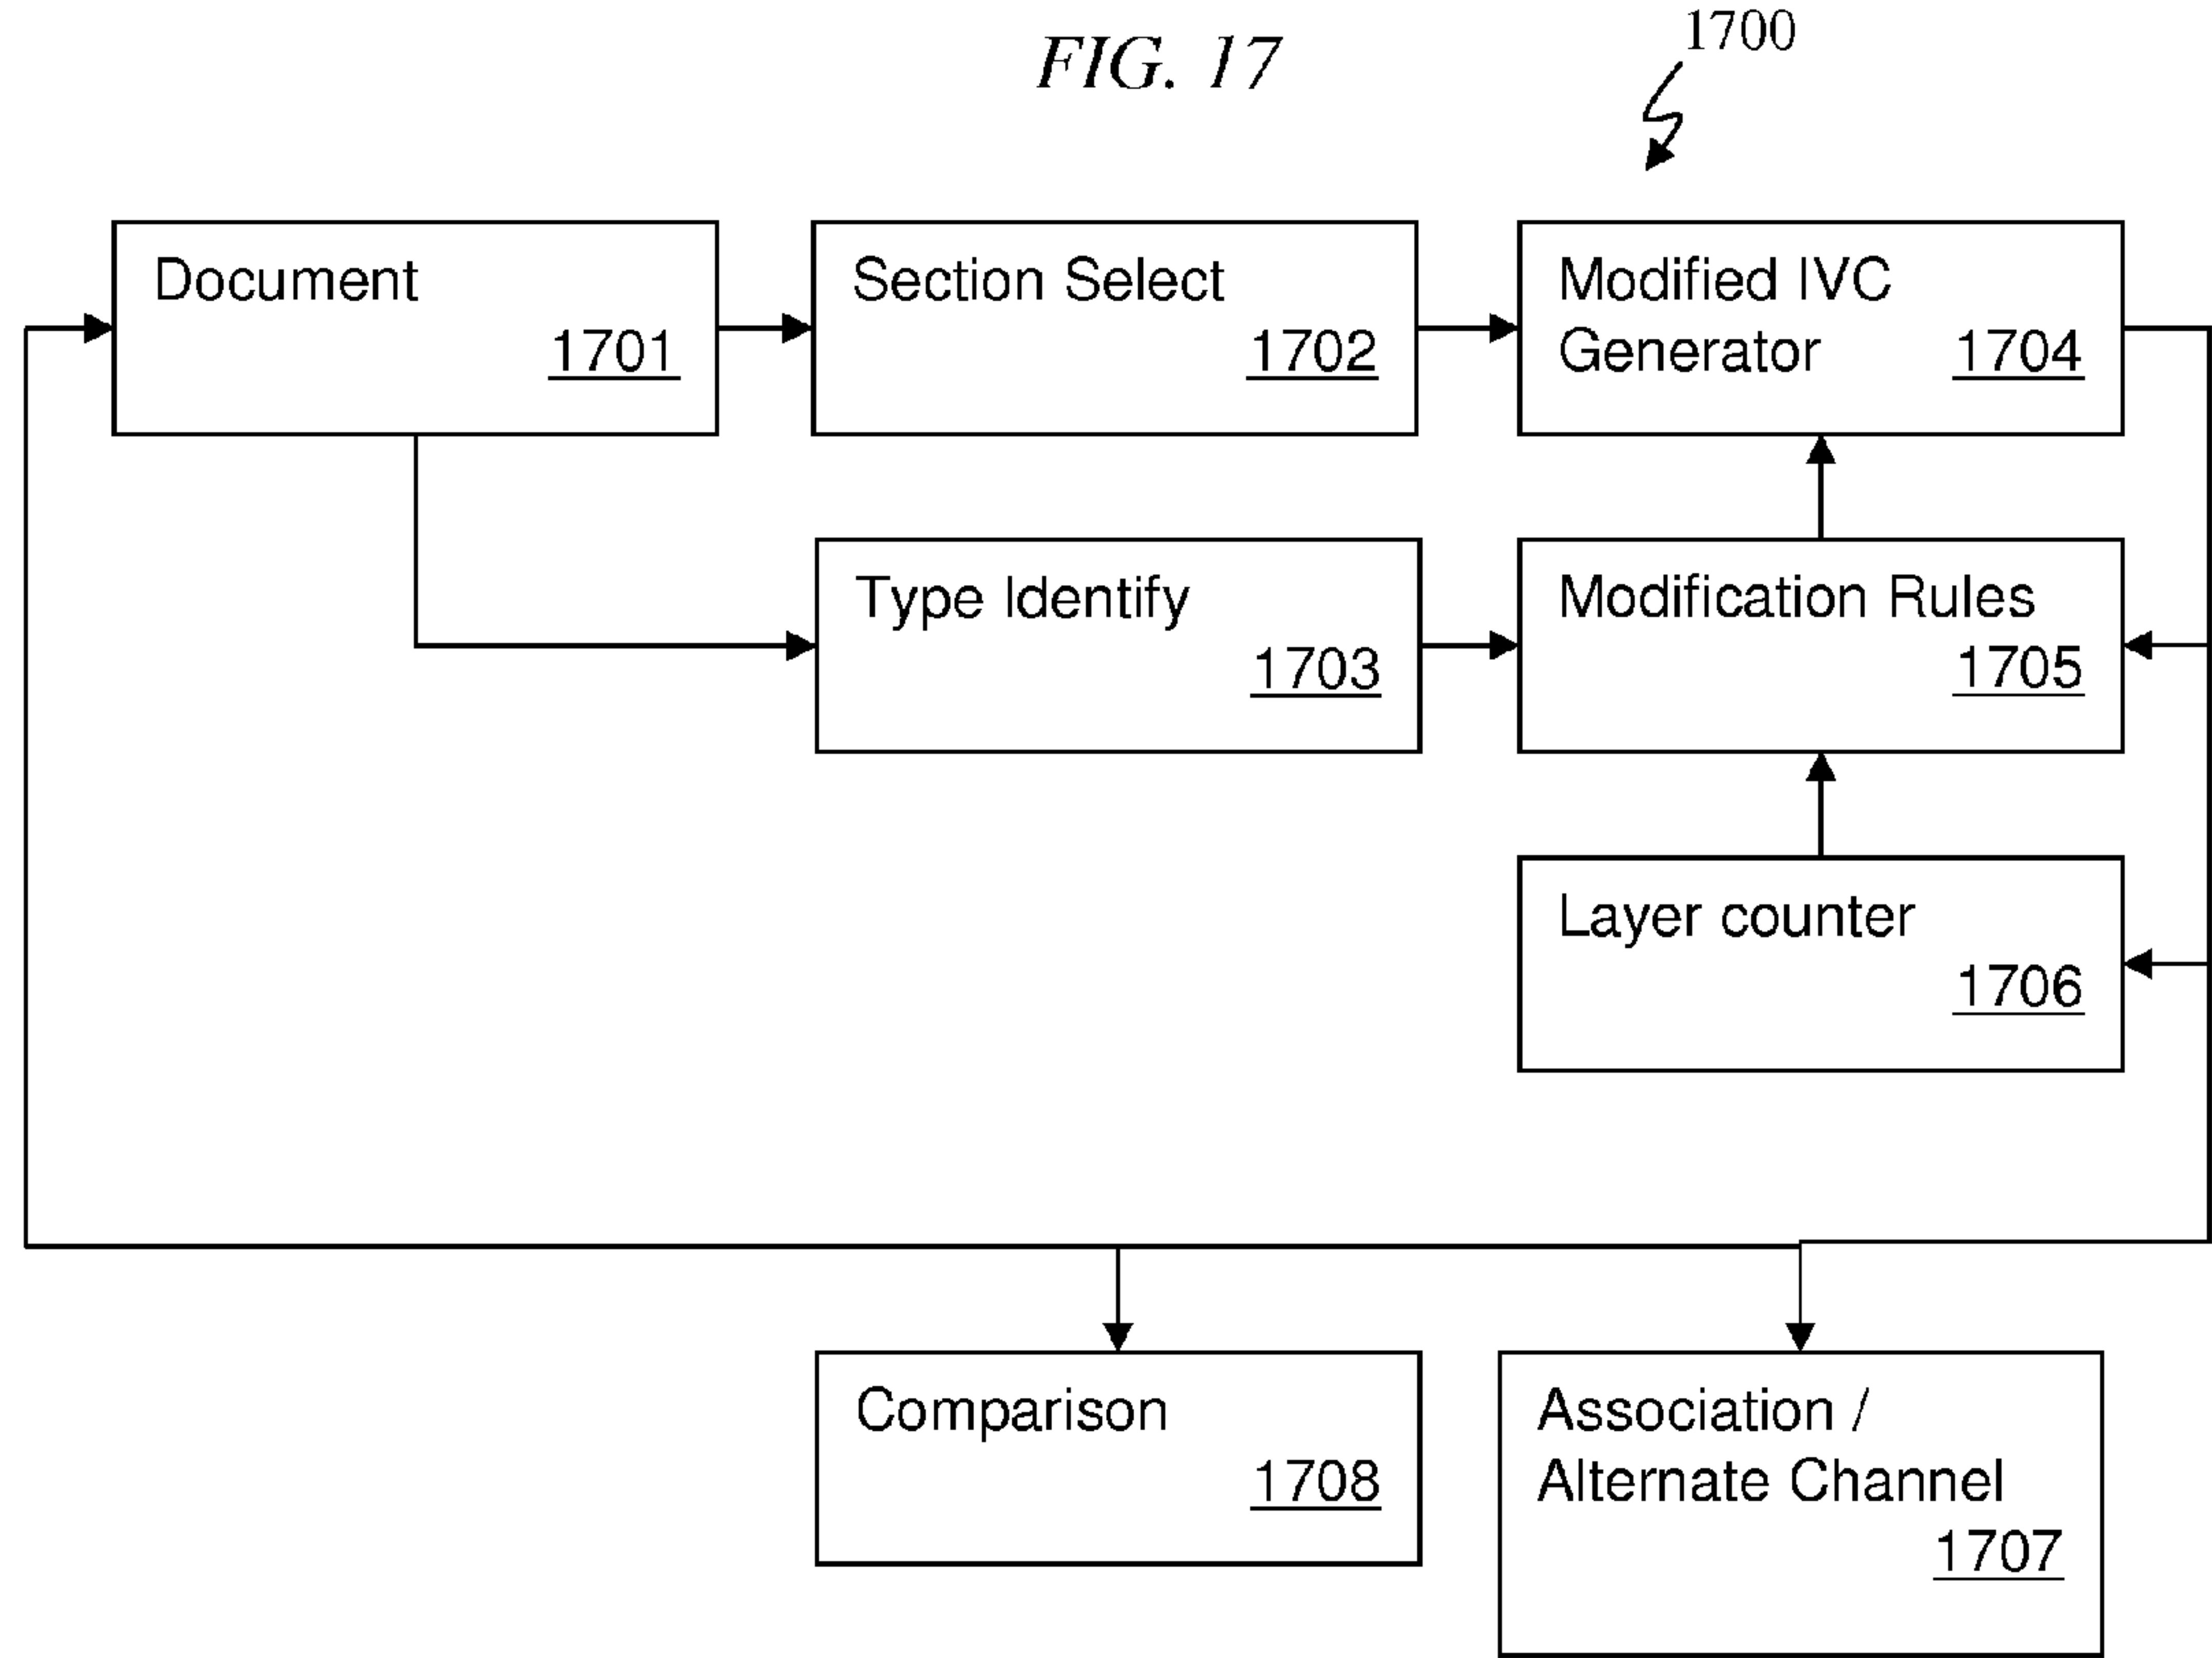 FIG. 17
1700
Document
1701
Section Select
1702
Modified IVC
Generator 1704
Type Identify
1703
Modification Rules
1705
Layer counter
1706
Comparison
1708
Association /
Alternate Channel
1707